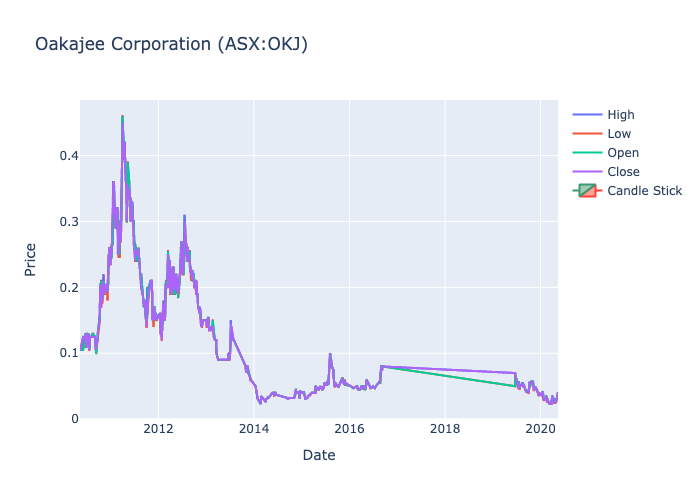 Oakajee Corporation (ASX:OKJ)
High
Low
Open
Close
Candle Stick
0.4
0.3
0.2
0.1
0
Price
2012
2014
2016
2018
2020
Date